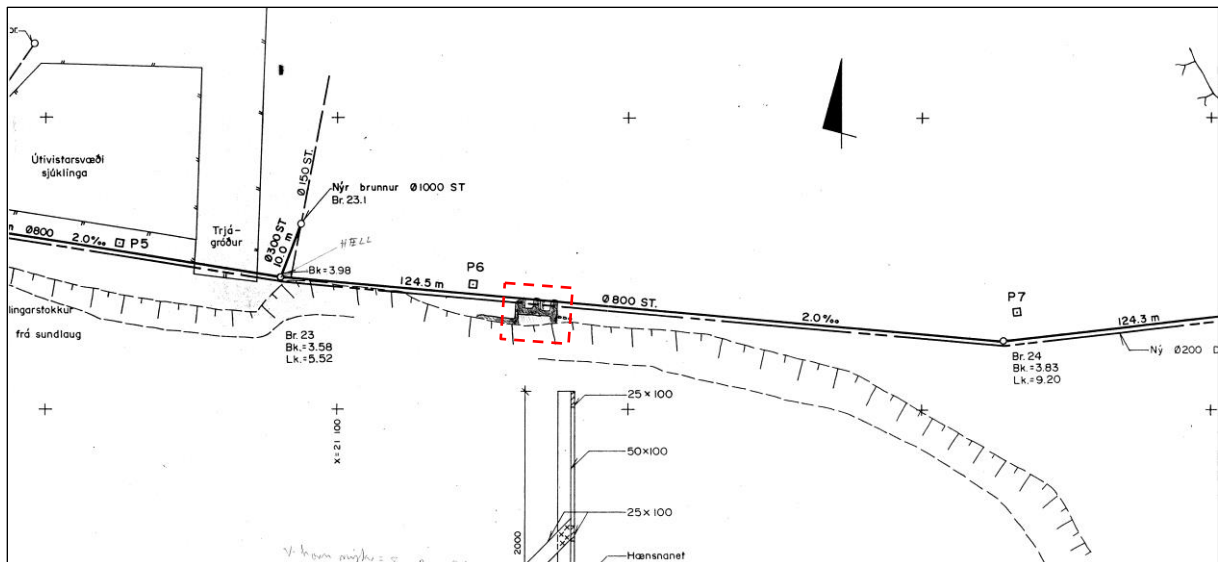 Útivistarsvæði
sjúklinga
Ø800 2.0‰
P5
Trjá-
gróður
Ø300 ST
10.0 m
Ø150 ST.
Nýr brunnur Ø1000 ST
Br. 23.1
HÆLL
Bk=3.98
124.5 m
P6
Ø800 ST.
2.0‰
P7
124.3 m
lingarstokkur
frá sundlaug
Br. 23
Bk.=3.58
Lk.=5.52
Br. 24
Bk.=3.83
Lk.=9.20
Ný Ø200 D
X=21 100
25×100
50×100
25×100
2000
Hænsnanet